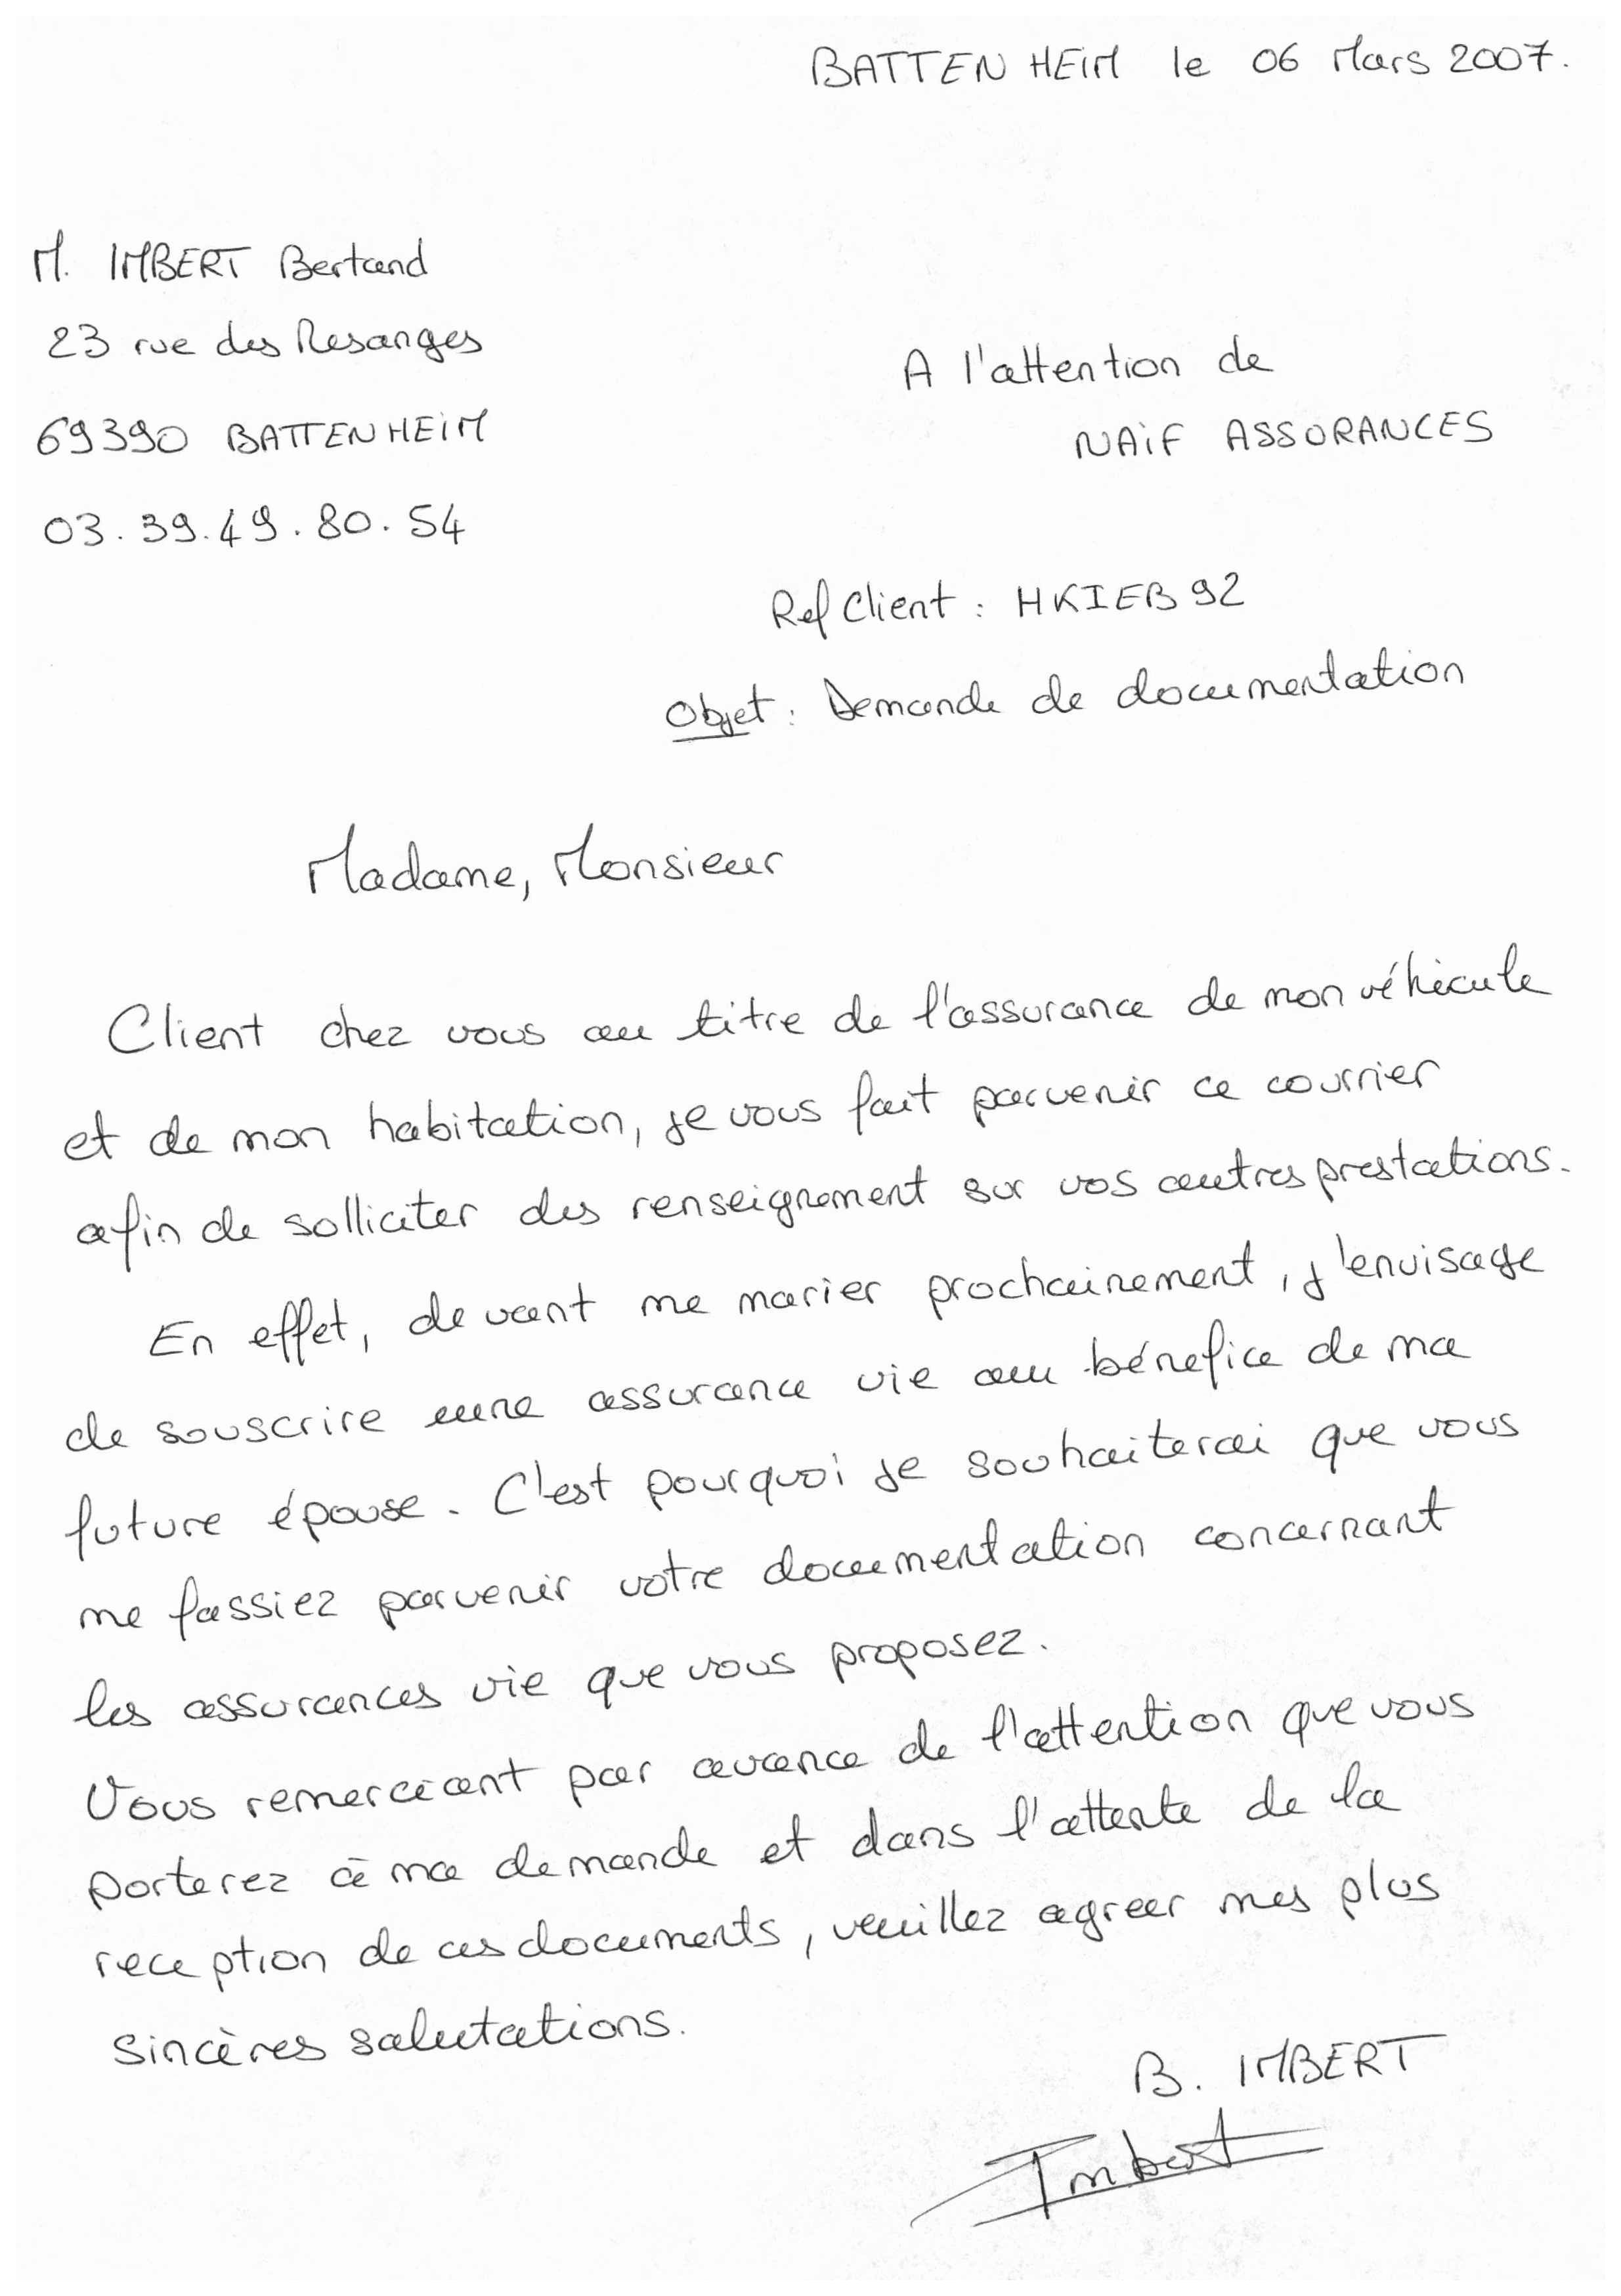 BATTENHEIM le 06 Mars 2007.
M. IMBERT Bertrand
23 rue des Mesanges
69390 BATTENHEIM
03.39.49.80.54
A l'attention de
NAIF ASSURANCES
Ref Client : HKIEB92
Objet : Demande de documentation
Madame, Monsieur
Client chez vous au titre de l'assurance de mon véhicule
et de mon habitation, je vous fait parvenir ce courrier
afin de solliciter des renseignement sur vos autres prestations.
En effet, devant me marier prochainement, j'envisage
de souscrire une assurance vie au bénéfice de ma
future épouse. C'est pourquoi je souhaiterai que vous
me fassiez parvenir votre documentation concernant
les assurances vie que vous proposez.
Vous remerciant par avance de l'attention que vous
porterez à ma demande et dans l'attente de la
reception de ces documents, veuillez agreer mes plus
sincères salutations.
B. IMBERT
Imbert